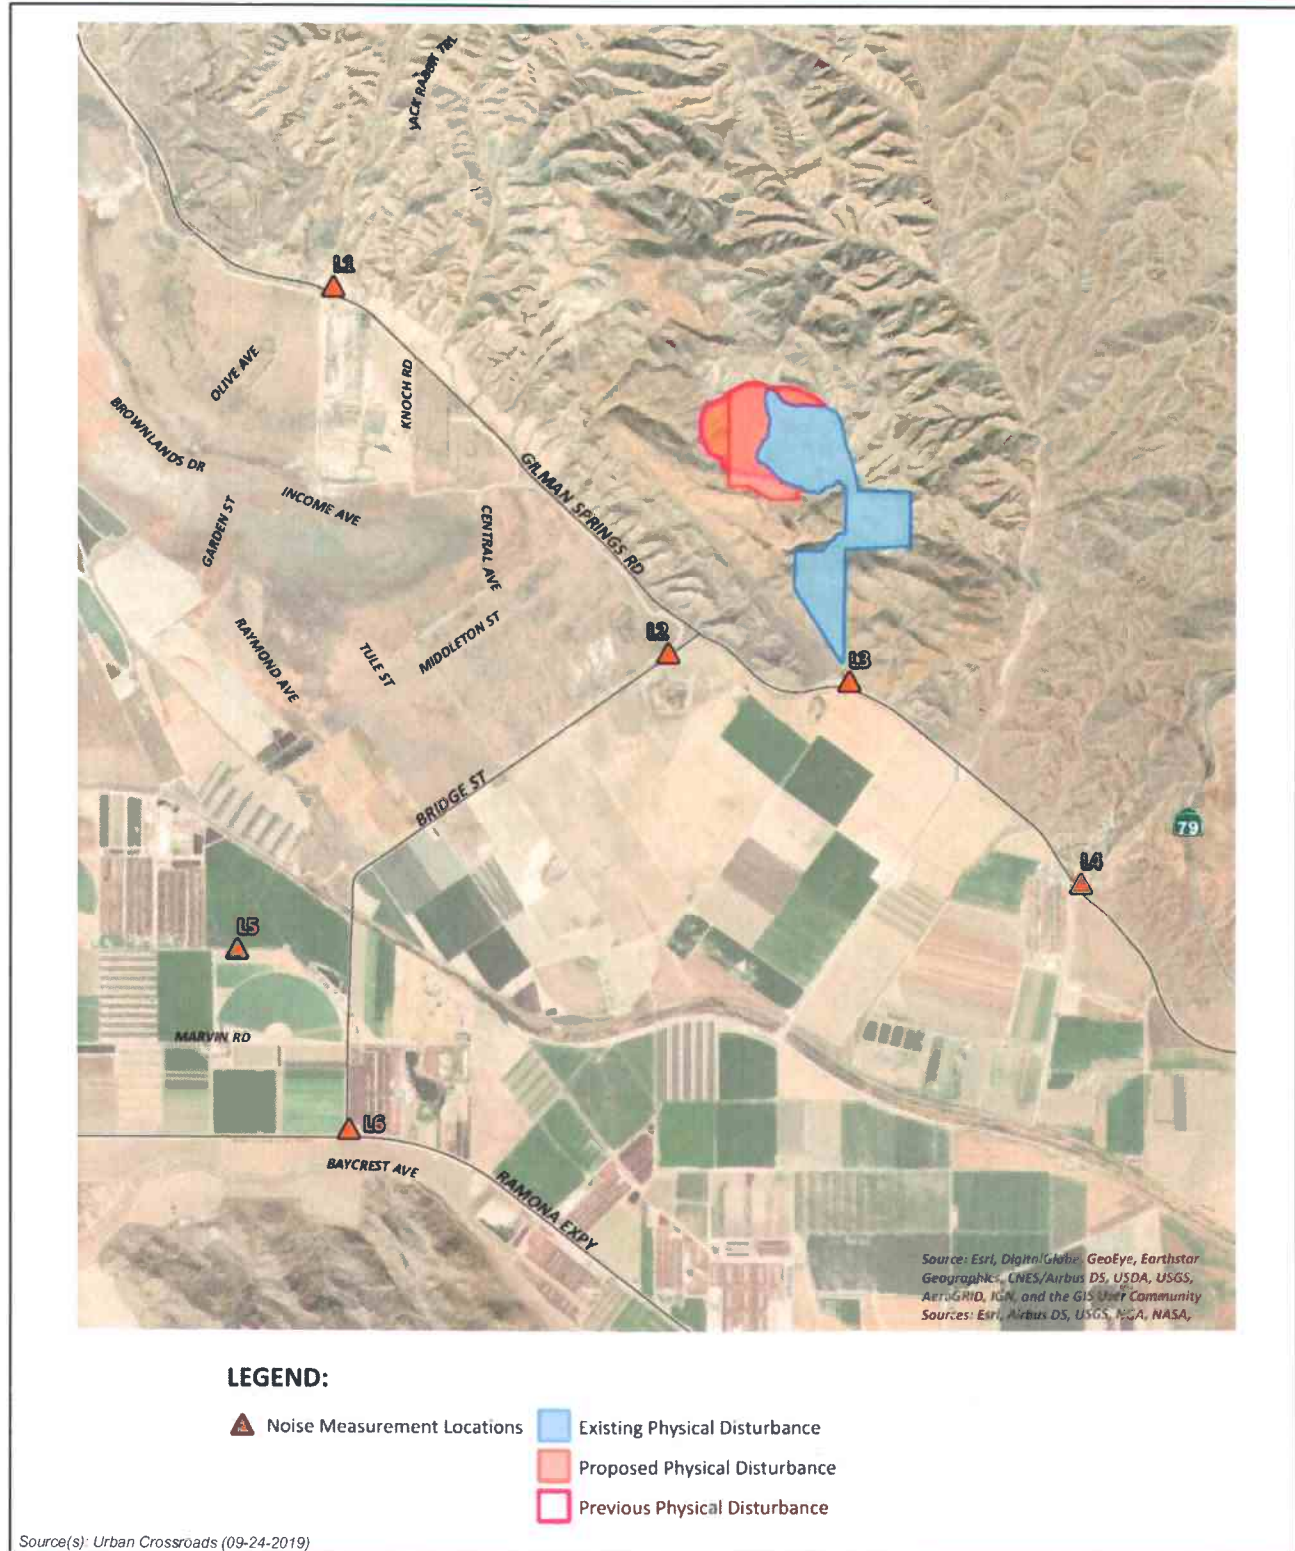 JACK RABBIT TRL
L1
OLIVE AVE
KNOCH RD
BROWNLANDS DR
GILMAN SPRINGS RD
INCOME AVE
GARDEN ST
CENTRAL AVE
L2
MIDDLETON ST
RAYMOND AVE
TULE ST
L3
BRIDGE ST
79
L4
L5
MARVIN RD
L6
BAYCREST AVE
RAMONA EXPY
Source: Esri, DigitalGlobe, GeoEye, Earthstar
Geographics, CNES/Airbus DS, USDA, USGS,
AeroGRID, IGN, and the GIS User Community
Sources: Esri, Airbus DS, USGS, NGA, NASA,
LEGEND:
Noise Measurement Locations
Existing Physical Disturbance
Proposed Physical Disturbance
Previous Physical Disturbance
Source(s): Urban Crossroads (09-24-2019)